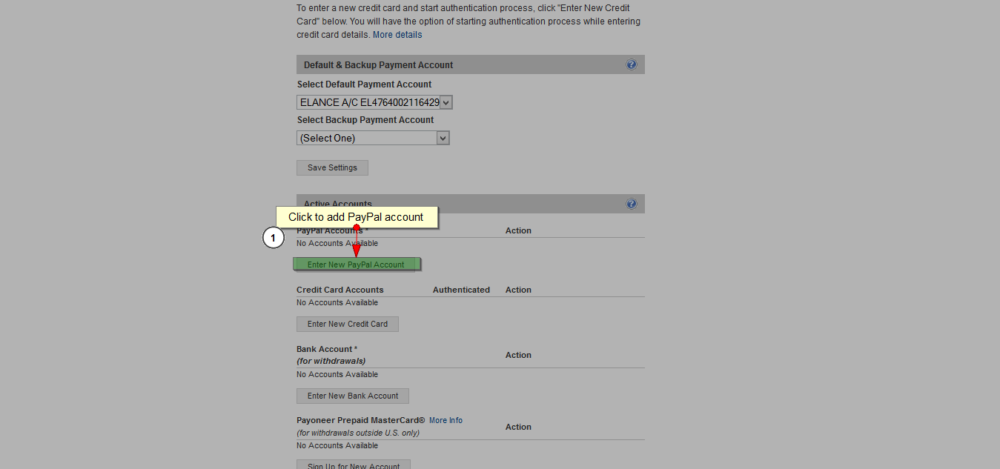 To enter a new credit card and start authentication process, click "Enter New Credit
Card" below. You will have the option of starting authentication process while entering
credit card details. More details
Default & Backup Payment Account ?
Select Default Payment Account
ELANCE A/C EL4764002116429
Select Backup Payment Account
(Select One)
Save Settings
Active Accounts ?
Click to add PayPal account
PayPal Accounts * Action
1
No Accounts Available
Enter New PayPal Account
Credit Card Accounts Authenticated Action
No Accounts Available
Enter New Credit Card
Bank Account *
(for withdrawals) Action
No Accounts Available
Enter New Bank Account
Payoneer Prepaid MasterCard® More Info
(for withdrawals outside U.S. only) Action
No Accounts Available
Sign Up for New Account